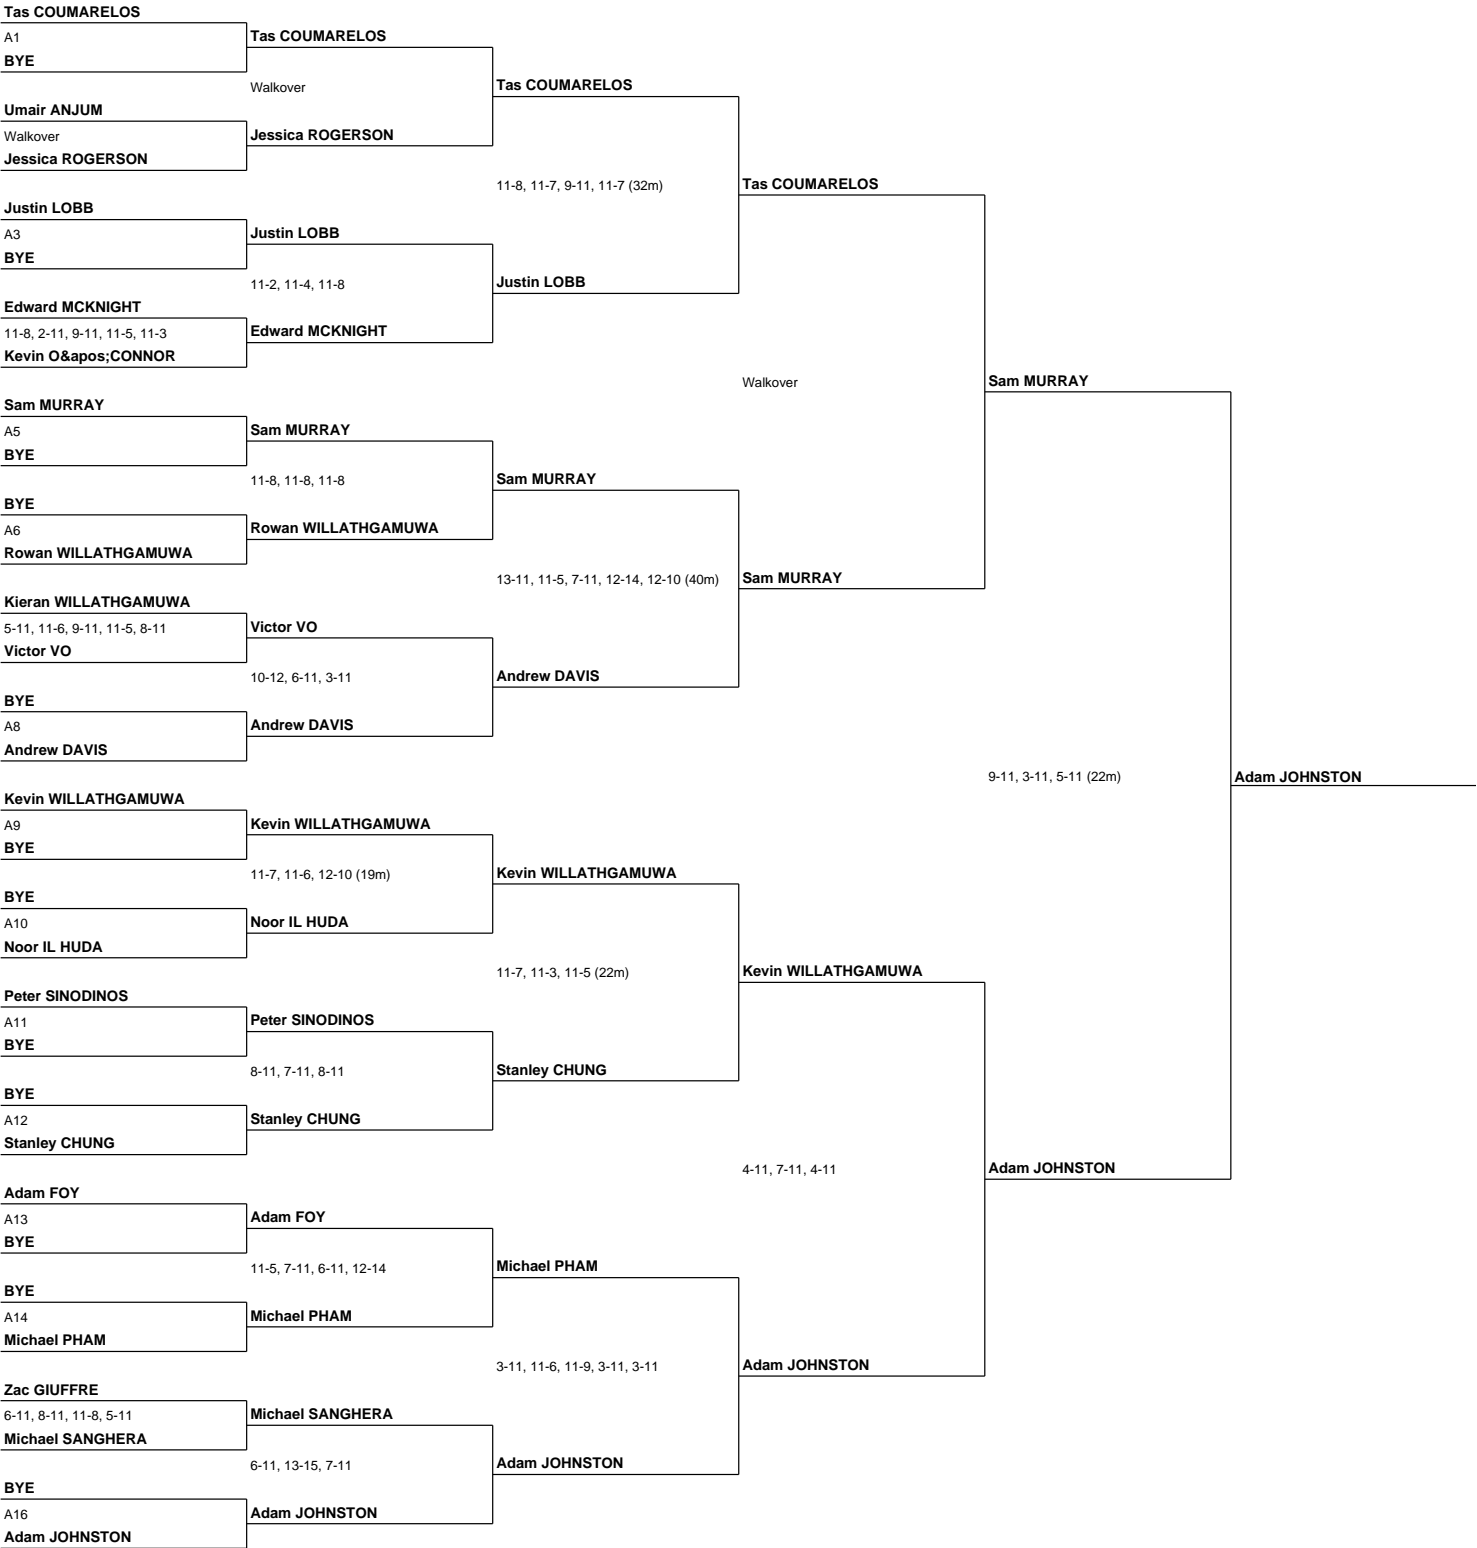 Tas COUMARELOS
A1
BYE
Umair ANJUM
Walkover
Jessica ROGERSON
Justin LOBB
A3
BYE
Edward MCKNIGHT
11-8, 2-11, 9-11, 11-5, 11-3
Kevin O&apos;CONNOR
Sam MURRAY
A5
BYE
BYE
A6
Rowan WILLATHGAMUWA
Kieran WILLATHGAMUWA
5-11, 11-6, 9-11, 11-5, 8-11
Victor VO
BYE
A8
Andrew DAVIS
Kevin WILLATHGAMUWA
A9
BYE
BYE
A10
Noor IL HUDA
Peter SINODINOS
A11
BYE
BYE
A12
Stanley CHUNG
Adam FOY
A13
BYE
BYE
A14
Michael PHAM
Zac GIUFFRE
6-11, 8-11, 11-8, 5-11
Michael SANGHERA
BYE
A16
Adam JOHNSTON
Tas COUMARELOS
Walkover
Jessica ROGERSON
Justin LOBB
11-2, 11-4, 11-8
Edward MCKNIGHT
Sam MURRAY
11-8, 11-8, 11-8
Rowan WILLATHGAMUWA
Victor VO
10-12, 6-11, 3-11
Andrew DAVIS
Kevin WILLATHGAMUWA
11-7, 11-6, 12-10 (19m)
Noor IL HUDA
Peter SINODINOS
8-11, 7-11, 8-11
Stanley CHUNG
Adam FOY
11-5, 7-11, 6-11, 12-14
Michael PHAM
Michael SANGHERA
6-11, 13-15, 7-11
Adam JOHNSTON
Tas COUMARELOS
11-8, 11-7, 9-11, 11-7 (32m)
Justin LOBB
Sam MURRAY
13-11, 11-5, 7-11, 12-14, 12-10 (40m)
Andrew DAVIS
Kevin WILLATHGAMUWA
11-7, 11-3, 11-5 (22m)
Stanley CHUNG
Michael PHAM
3-11, 11-6, 11-9, 3-11, 3-11
Adam JOHNSTON
Tas COUMARELOS
Walkover
Sam MURRAY
Kevin WILLATHGAMUWA
4-11, 7-11, 4-11
Adam JOHNSTON
Sam MURRAY
9-11, 3-11, 5-11 (22m)
Adam JOHNSTON
Adam JOHNSTON